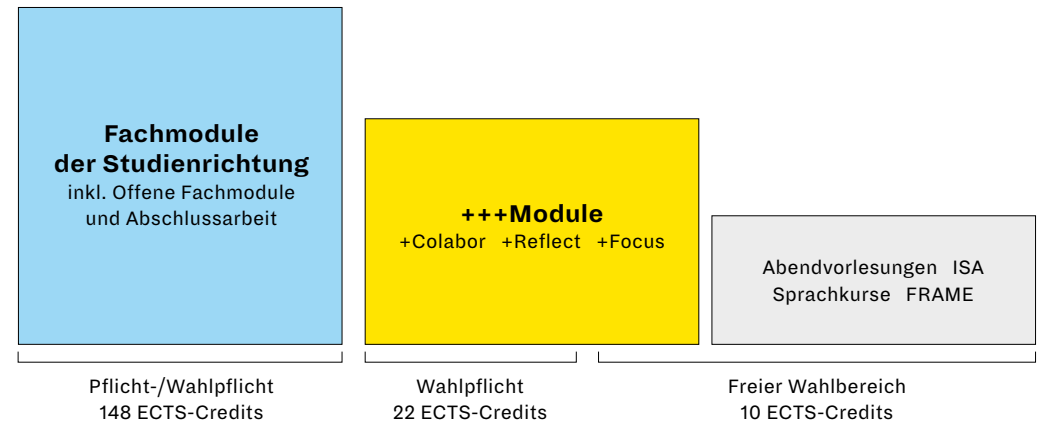 Fachmodule
der Studienrichtung
inkl. Offene Fachmodule
und Abschlussarbeit
+++Module
+Colabor +Reflect +Focus
Abendvorlesungen ISA
Sprachkurse FRAME
Pflicht-/Wahlpflicht
148 ECTS-Credits
Wahlpflicht
22 ECTS-Credits
Freier Wahlbereich
10 ECTS-Credits